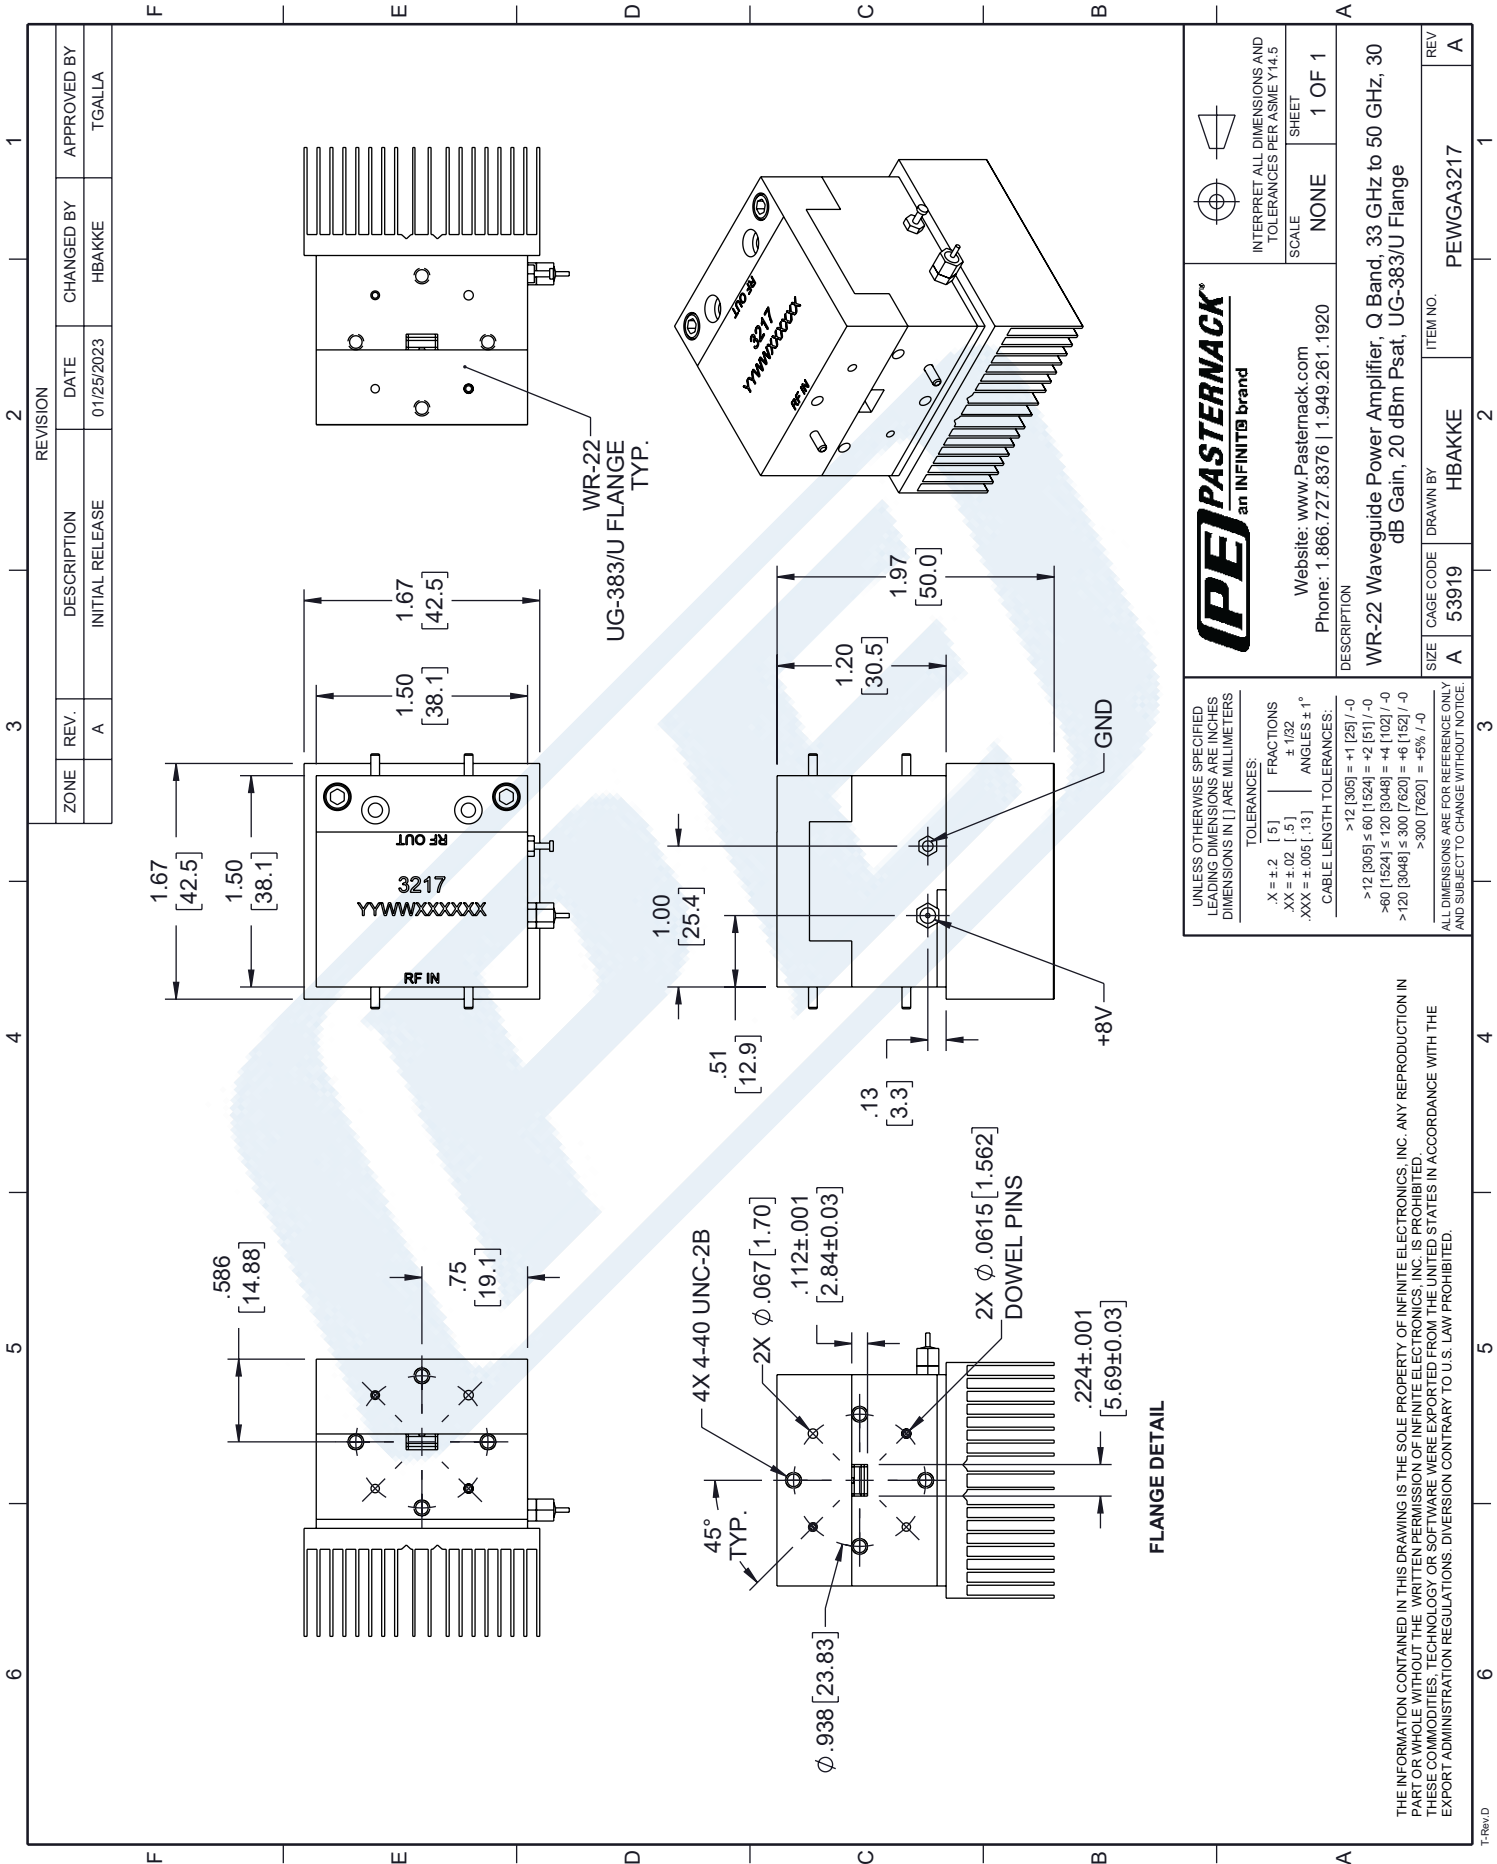 6
5
4
3
2
1
F
E
D
C
B
A
REVISION
ZONE REV. DESCRIPTION DATE CHANGED BY APPROVED BY
A INITIAL RELEASE 01/25/2023 HBAKKE TGALLA
.586
[14.88]
.75
[19.1]
1.67
[42.5]
1.50
[38.1]
RF IN
3217
YYWWXXXXXX
RF OUT
1.50
[38.1]
1.67
[42.5]
WR-22
UG-383/U FLANGE
TYP.
4X 4-40 UNC-2B
2X ∅ .067 [1.70]
.112±.001
[2.84±0.03]
45°
TYP.
∅ .938 [23.83]
2X ∅ .0615 [1.562]
DOWEL PINS
.224±.001
[5.69±0.03]
FLANGE DETAIL
1.00
[25.4]
.51
[12.9]
.13
[3.3]
+8V
GND
1.20
[30.5]
1.97
[50.0]
RF IN
3217
YYWWXXXXXX
RF OUT
THE INFORMATION CONTAINED IN THIS DRAWING IS THE SOLE PROPERTY OF INFINITE ELECTRONICS, INC. ANY REPRODUCTION IN
PART OR WHOLE WITHOUT THE WRITTEN PERMISSION OF INFINITE ELECTRONICS, INC. IS PROHIBITED.
THESE COMMODITIES, TECHNOLOGY OR SOFTWARE WERE EXPORTED FROM THE UNITED STATES IN ACCORDANCE WITH THE
EXPORT ADMINISTRATION REGULATIONS. DIVERSION CONTRARY TO U.S. LAW PROHIBITED.
UNLESS OTHERWISE SPECIFIED
LEADING DIMENSIONS ARE INCHES
DIMENSIONS IN [ ] ARE MILLIMETERS
TOLERANCES:
.X = ±.2 [ 5 ] FRACTIONS
.XX = ±.02 [ .5 ] ± 1/32
.XXX = ±.005 [ .13 ] ANGLES ± 1°
CABLE LENGTH TOLERANCES:
>12 [305] = +1 [25] / -0
>12 [305] ≤ 60 [1524] = +2 [51] / -0
>60 [1524] ≤ 120 [3048] = +4 [102] / -0
>120 [3048] ≤ 300 [7620] = +6 [152] / -0
>300 [7620] = +5% / -0
ALL DIMENSIONS ARE FOR REFERENCE ONLY
AND SUBJECT TO CHANGE WITHOUT NOTICE.
PE PASTERNACK®
an INFINITE brand
Website: www.Pasternack.com
Phone: 1.866.727.8376 | 1.949.261.1920
INTERPRET ALL DIMENSIONS AND
TOLERANCES PER ASME Y14.5
SCALE SHEET
NONE 1 OF 1
DESCRIPTION
WR-22 Waveguide Power Amplifier, Q Band, 33 GHz to 50 GHz, 30
dB Gain, 20 dBm Psat, UG-383/U Flange
SIZE CAGE CODE DRAWN BY ITEM NO. REV
A 53919 HBAKKE PEWGA3217 A
F
E
D
C
B
A
6
5
4
3
2
1
T-Rev.D